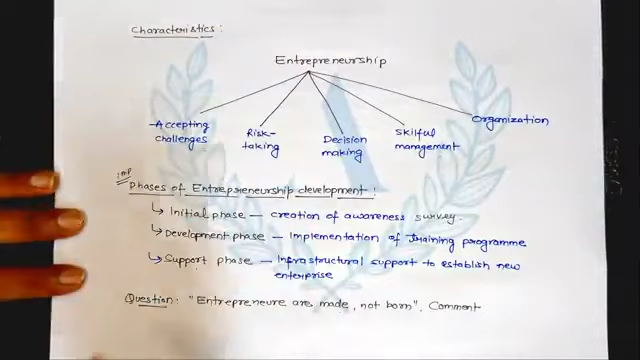 Characteristics:
Entrepreneurship
Accepting challenges
Risk-taking
Decision making
Skilful management
Organization
imp
Phases of Entrepreneurship development:
↳ Initial phase — creation of awareness survey.
↳ Development phase — Implementation of training programme
↳ Support phase — Infrastructural support to establish new
enterprise
Question: "Entrepreneure are made, not born". Comment